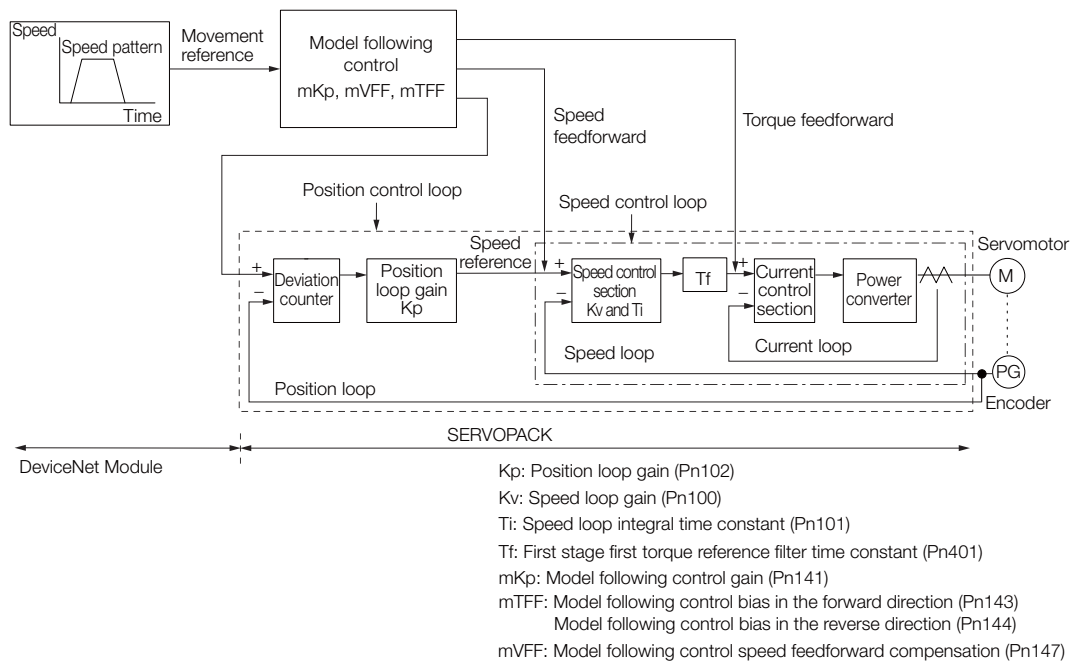 Speed
Speed pattern
Time
Movement
reference
Model following
control
mKp, mVFF, mTFF
Speed
feedforward
Torque feedforward
Position control loop
Speed control loop
Speed
reference
Servomotor
+
−
Deviation
counter
Position
loop gain
Kp
+
−
Speed control
section
Kv and Ti
Tf
+
−
Current
control
section
Power
converter
M
Speed loop
Current loop
PG
Position loop
Encoder
SERVOPACK
DeviceNet Module
Kp: Position loop gain (Pn102)
Kv: Speed loop gain (Pn100)
Ti: Speed loop integral time constant (Pn101)
Tf: First stage first torque reference filter time constant (Pn401)
mKp: Model following control gain (Pn141)
mTFF: Model following control bias in the forward direction (Pn143)
Model following control bias in the reverse direction (Pn144)
mVFF: Model following control speed feedforward compensation (Pn147)